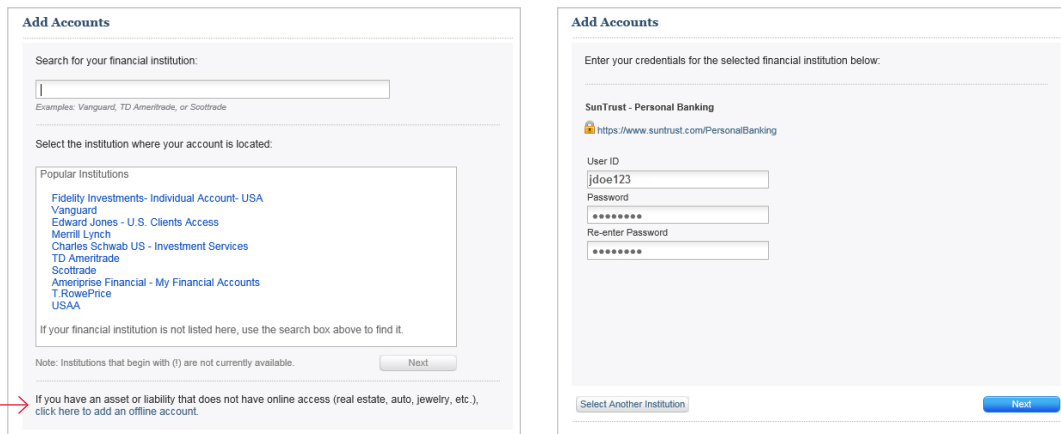 Add Accounts
Search for your financial institution:
Examples: Vanguard, TD Ameritrade, or Scottrade
Select the institution where your account is located:
Popular Institutions
Fidelity Investments- Individual Account- USA
Vanguard
Edward Jones - U.S. Clients Access
Merrill Lynch
Charles Schwab US - Investment Services
TD Ameritrade
Scottrade
Ameriprise Financial - My Financial Accounts
T.RowePrice
USAA
If your financial institution is not listed here, use the search box above to find it.
Note: Institutions that begin with (!) are not currently available.
Next
If you have an asset or liability that does not have online access (real estate, auto, jewelry, etc.),
click here to add an offline account.
Add Accounts
Enter your credentials for the selected financial institution below:
SunTrust - Personal Banking
https://www.suntrust.com/PersonalBanking
User ID
jdoe123
Password
●●●●●●●●
Re-enter Password
●●●●●●●●
Select Another Institution
Next